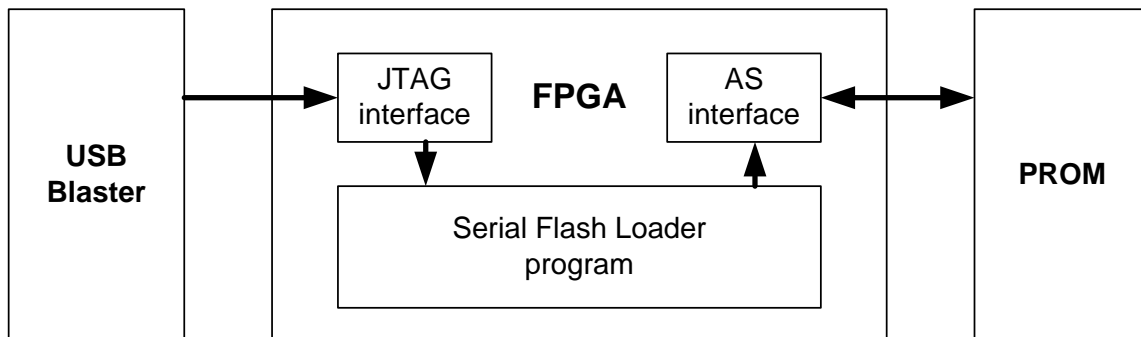 USB
Blaster
JTAG
interface
FPGA
AS
interface
Serial Flash Loader
program
PROM